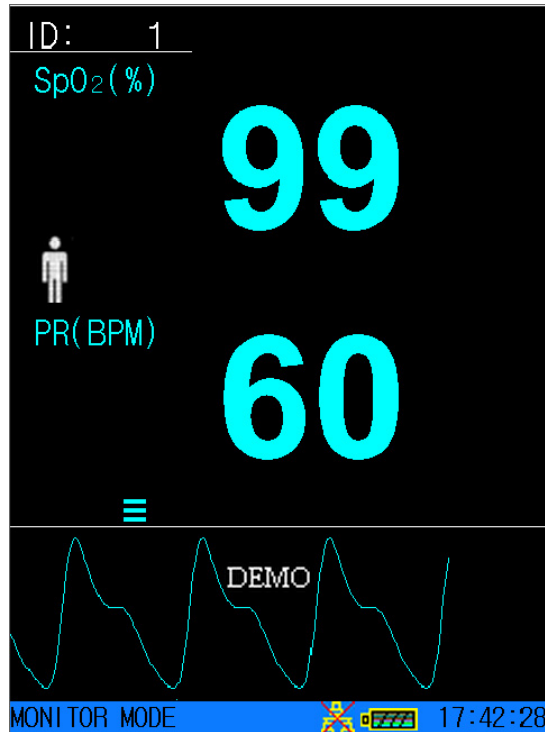 ID: 1
SpO₂(%)
99
PR(BPM)
60
DEMO
MONITOR MODE 17:42:28